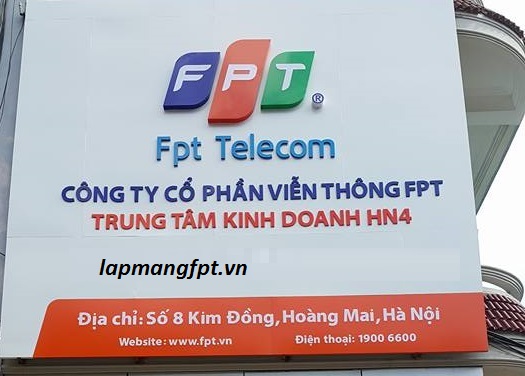 FPT®
Fpt Telecom
CÔNG TY CỔ PHẦN VIỄN THÔNG FPT
TRUNG TÂM KINH DOANH HN4
lapmangfpt.vn
Địa chỉ: Số 8 Kim Đồng, Hoàng Mai, Hà Nội
Website: www.fpt.vn Điện thoại: 1900 6600